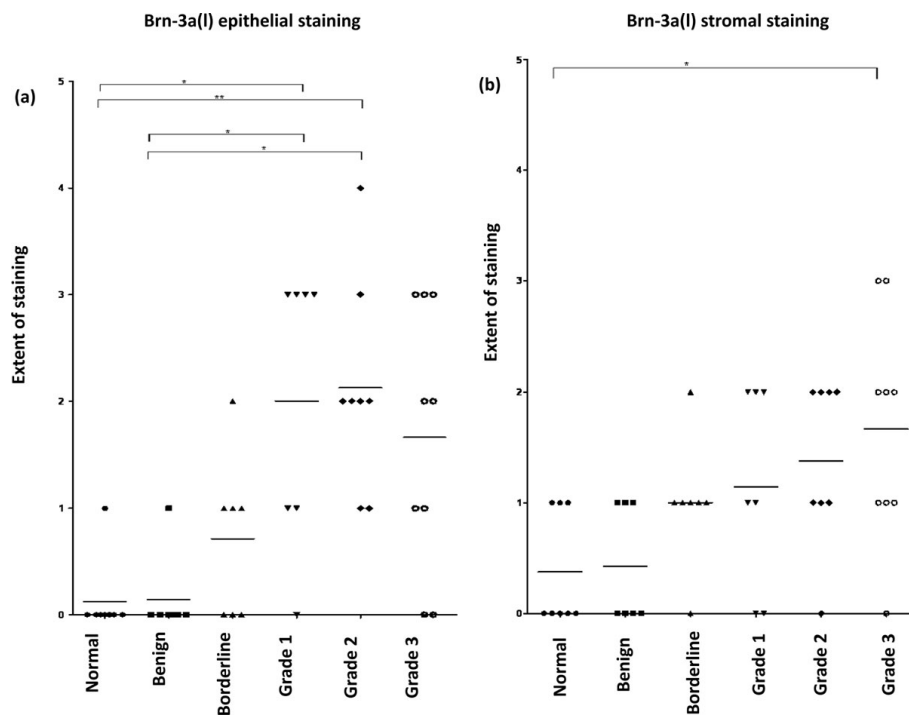 Brn-3a(l) epithelial staining
(a)
Extent of staining
5
4
3
2
1
0
*
**
*
*
Normal
Benign
Borderline
Grade 1
Grade 2
Grade 3
Brn-3a(l) stromal staining
(b)
Extent of staining
5
4
3
2
1
0
*
Normal
Benign
Borderline
Grade 1
Grade 2
Grade 3